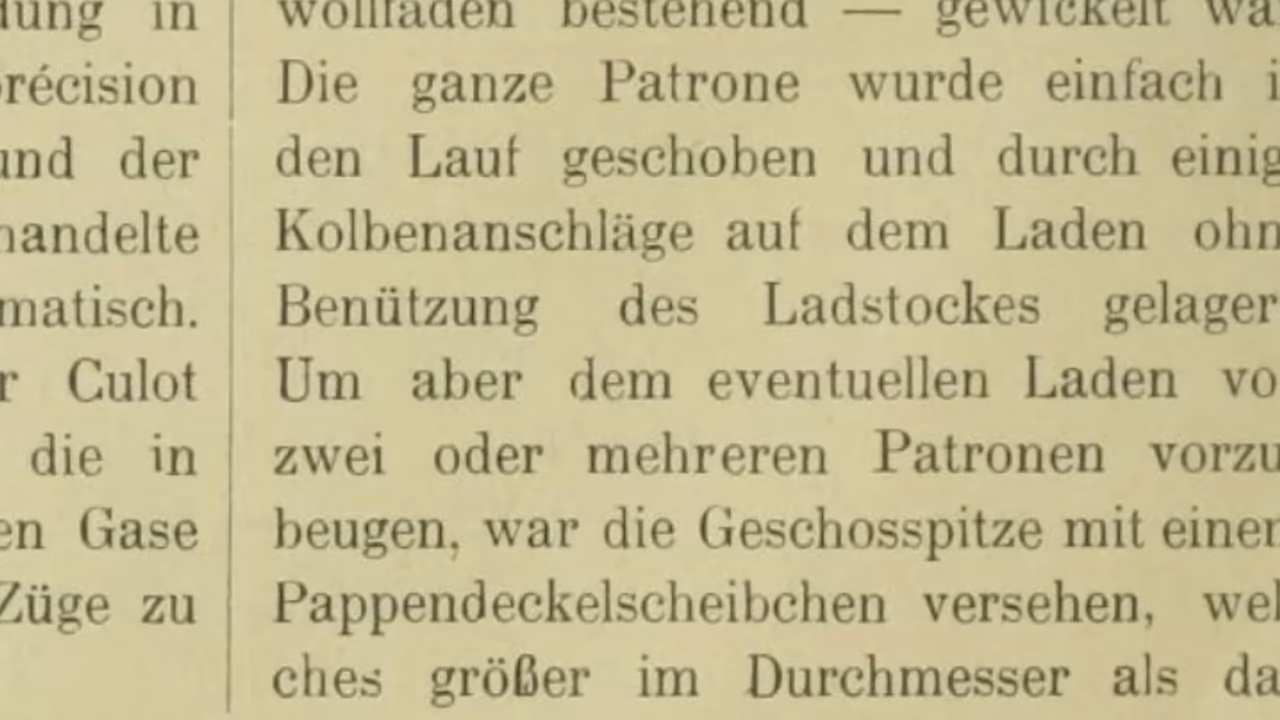 in
précision
und der
handelte
matisch.
r Culot
die in
en Gase
Züge zu
wollfaden bestehend — gewickelt
Die ganze Patrone wurde einfach
den Lauf geschoben und durch einig
Kolbenanschläge auf dem Laden ohn
Benützung des Ladstockes gelager
Um aber dem eventuellen Laden vo
zwei oder mehreren Patronen vorzu
beugen, war die Geschosspitze mit einer
Pappendeckelscheibchen versehen, wel
ches größer im Durchmesser als da